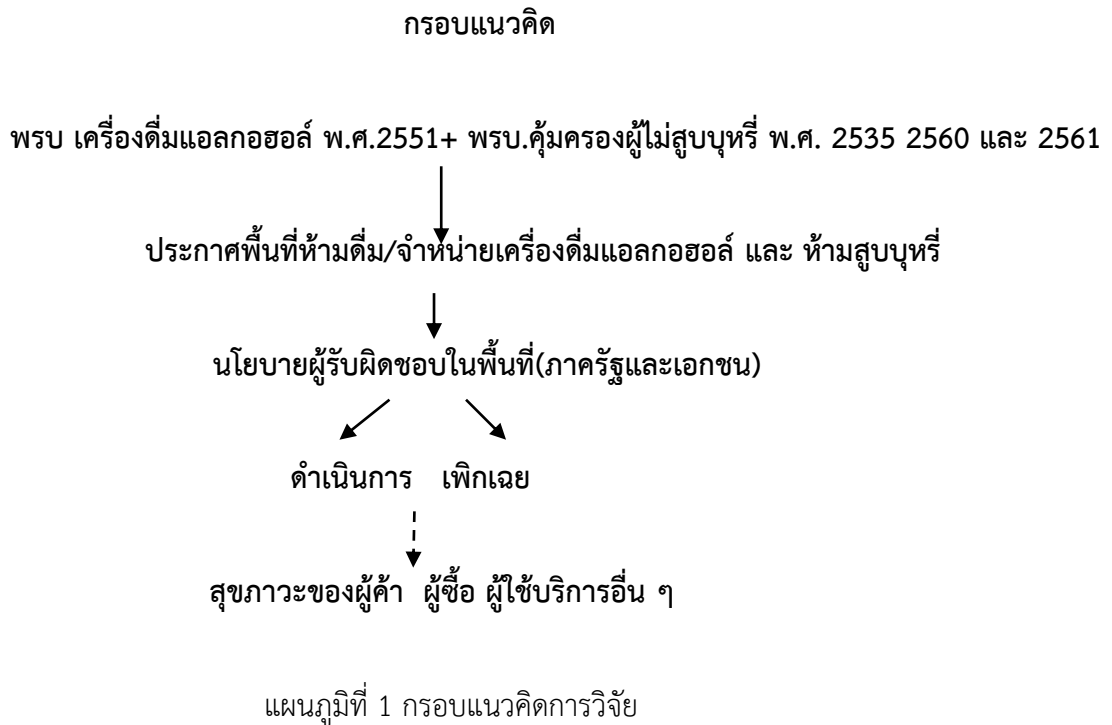 กรอบแนวคิด
พรบ เครื่องดื่มแอลกอฮอล์ พ.ศ.2551+ พรบ.คุ้มครองผู้ไม่สูบบุหรี่ พ.ศ. 2535 2560 และ 2561
ประกาศพื้นที่ห้ามดื่ม/จำหน่ายเครื่องดื่มแอลกอฮอล์ และ ห้ามสูบบุหรี่
นโยบายผู้รับผิดชอบในพื้นที่(ภาครัฐและเอกชน)
ดำเนินการ เพิกเฉย
สุขภาวะของผู้ค้า ผู้ซื้อ ผู้ใช้บริการอื่น ๆ
แผนภูมิที่ 1 กรอบแนวคิดการวิจัย